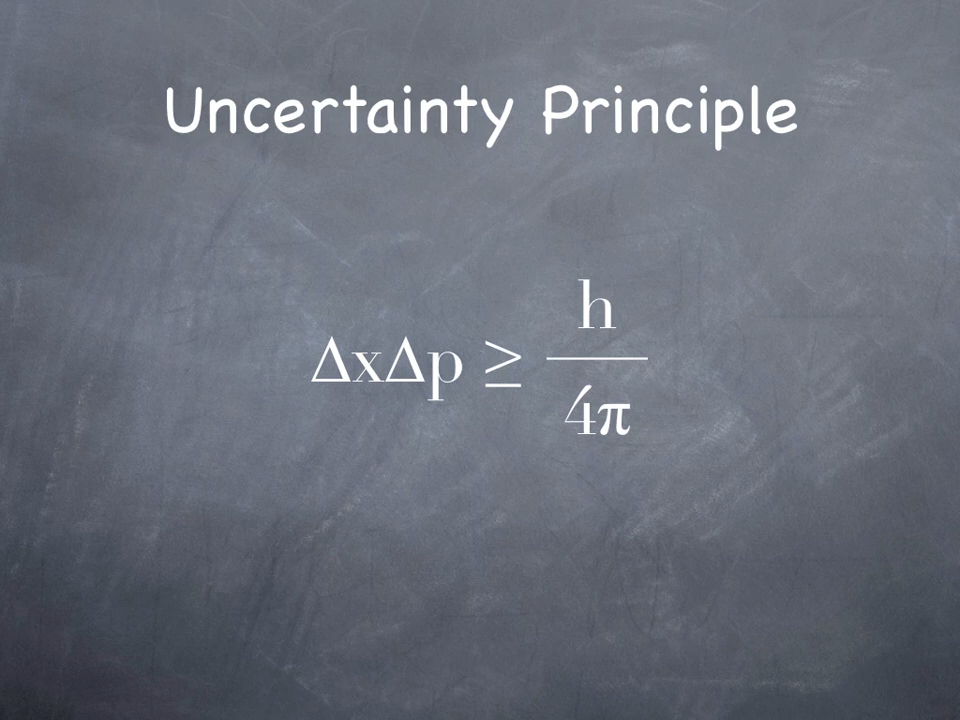 Uncertainty Principle
ΔxΔp ≥ h
4π